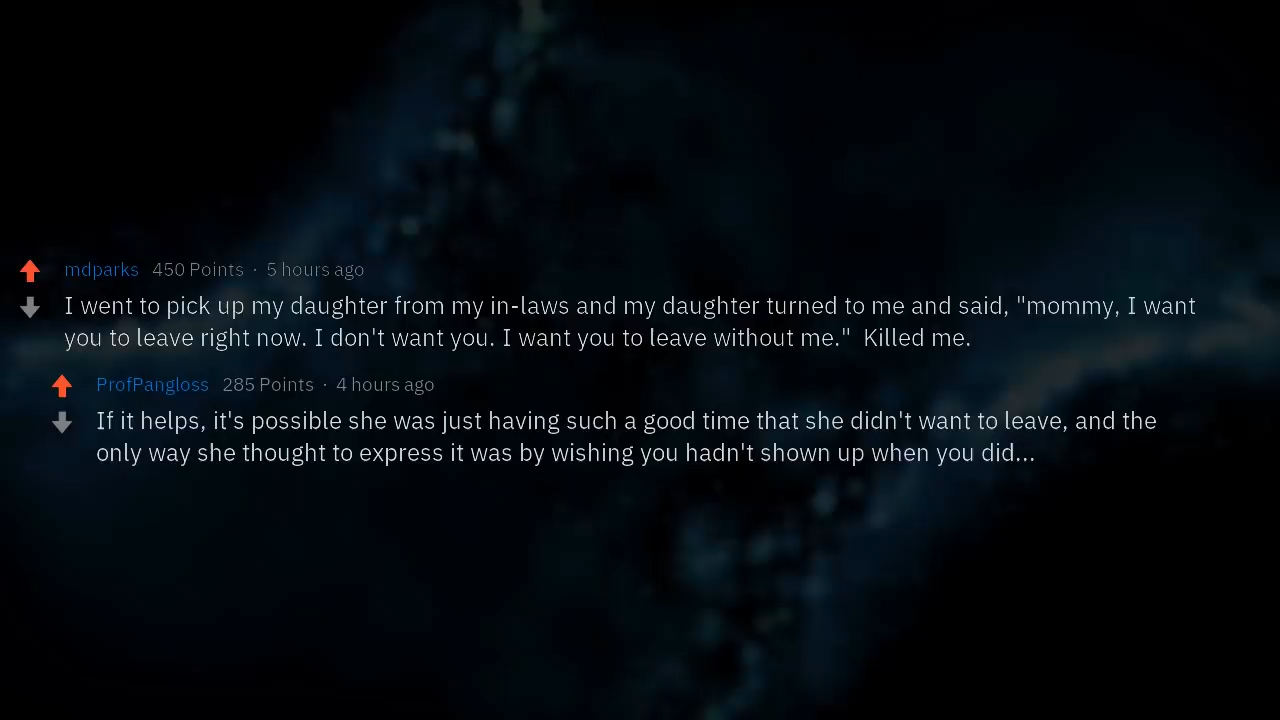 mdparks 450 Points · 5 hours ago
I went to pick up my daughter from my in-laws and my daughter turned to me and said, "mommy, I want
you to leave right now. I don't want you. I want you to leave without me."  Killed me.
ProfPangloss 285 Points · 4 hours ago
If it helps, it's possible she was just having such a good time that she didn't want to leave, and the
only way she thought to express it was by wishing you hadn't shown up when you did...